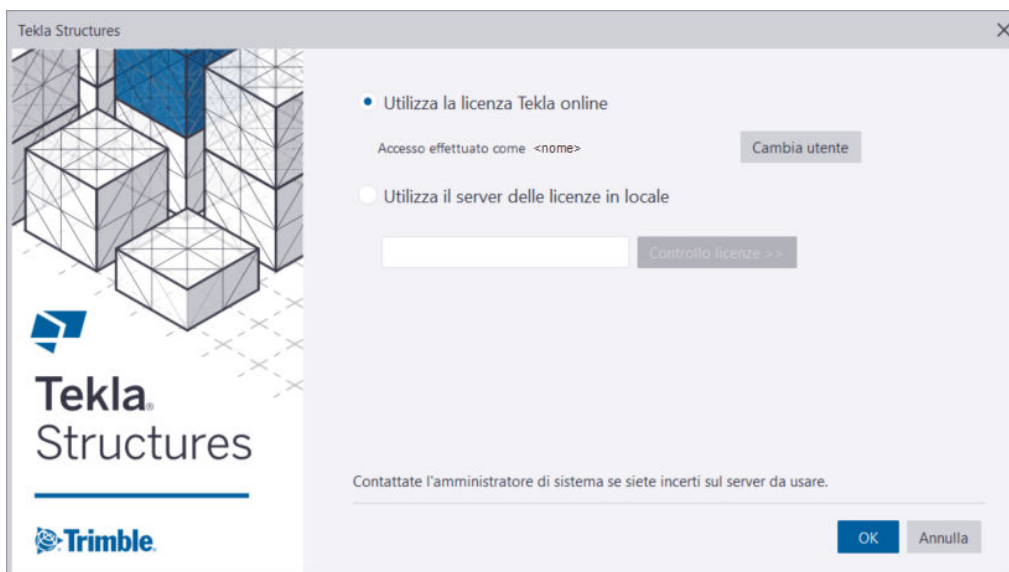 Tekla Structures
Utilizza la licenza Tekla online
Accesso effettuato come <nome>
Cambia utente
Utilizza il server delle licenze in locale
Controllo licenze >>
Tekla®
Structures
Contattate l'amministratore di sistema se siete incerti sul server da usare.
Trimble®
OK
Annulla